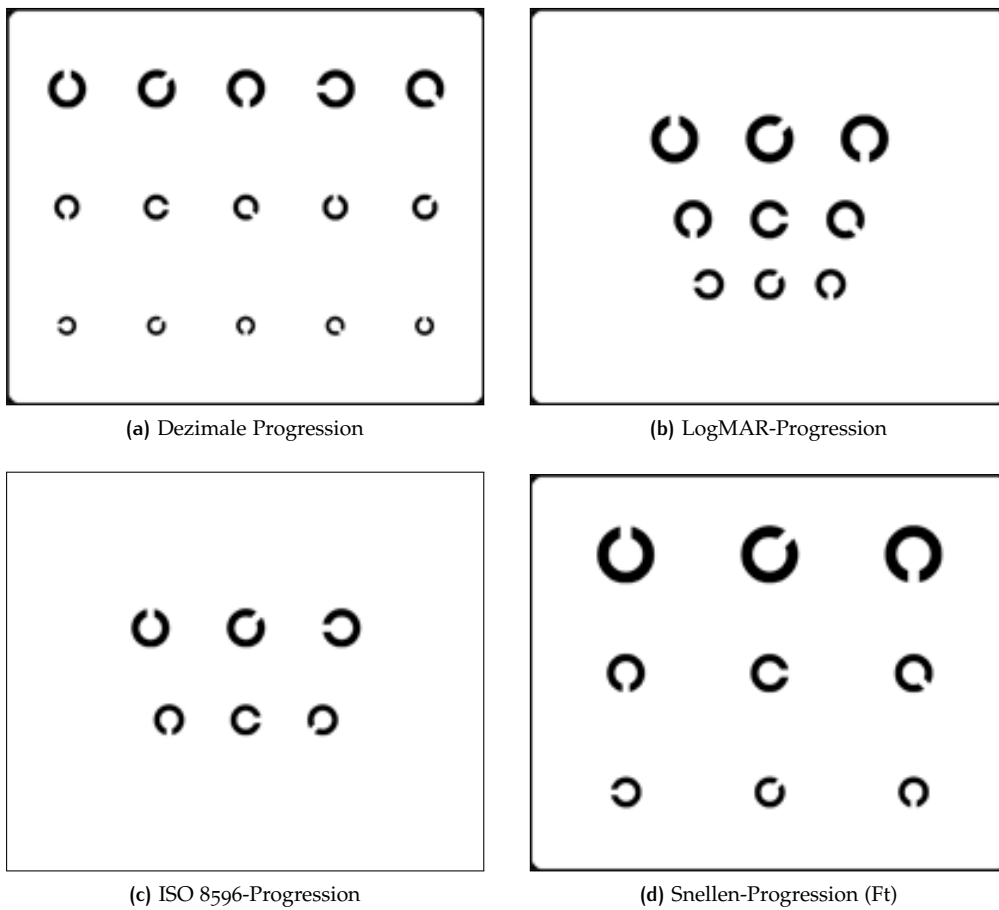 (a) Dezimale Progression
(b) LogMAR-Progression
(c) ISO 8596-Progression
(d) Snellen-Progression (Ft)